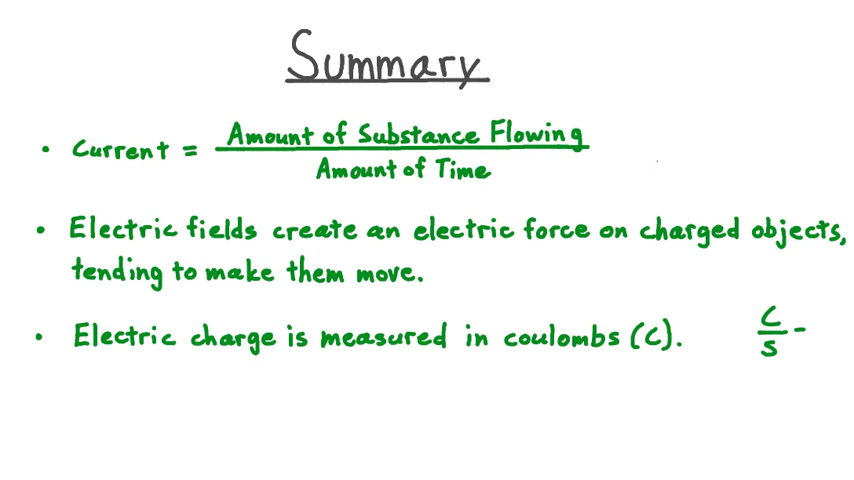 Summary
• Current = Amount of Substance Flowing
Amount of Time
• Electric fields create an electric force on charged objects,
tending to make them move.
• Electric charge is measured in coulombs (C).
C
S -